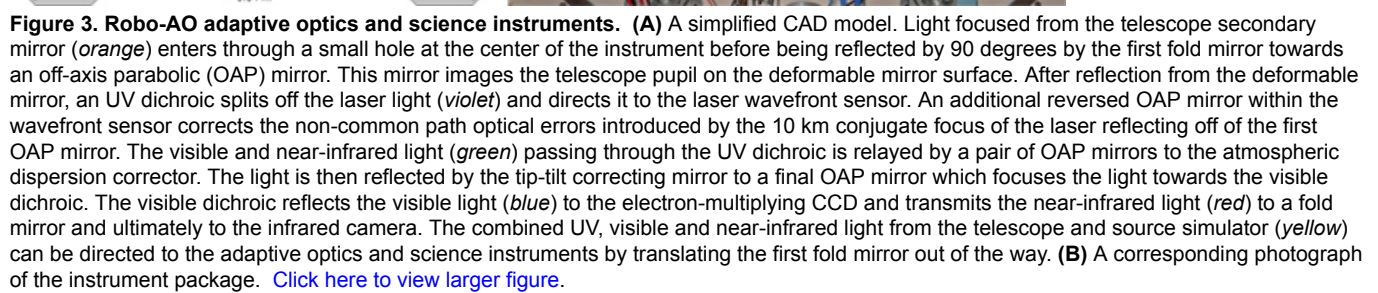 Figure 3. Robo-AO adaptive optics and science instruments. (A) A simplified CAD model. Light focused from the telescope secondary
mirror (orange) enters through a small hole at the center of the instrument before being reflected by 90 degrees by the first fold mirror towards
an off-axis parabolic (OAP) mirror. This mirror images the telescope pupil on the deformable mirror surface. After reflection from the deformable
mirror, an UV dichroic splits off the laser light (violet) and directs it to the laser wavefront sensor. An additional reversed OAP mirror within the
wavefront sensor corrects the non-common path optical errors introduced by the 10 km conjugate focus of the laser reflecting off of the first
OAP mirror. The visible and near-infrared light (green) passing through the UV dichroic is relayed by a pair of OAP mirrors to the atmospheric
dispersion corrector. The light is then reflected by the tip-tilt correcting mirror to a final OAP mirror which focuses the light towards the visible
dichroic. The visible dichroic reflects the visible light (blue) to the electron-multiplying CCD and transmits the near-infrared light (red) to a fold
mirror and ultimately to the infrared camera. The combined UV, visible and near-infrared light from the telescope and source simulator (yellow)
can be directed to the adaptive optics and science instruments by translating the first fold mirror out of the way. (B) A corresponding photograph
of the instrument package. Click here to view larger figure.